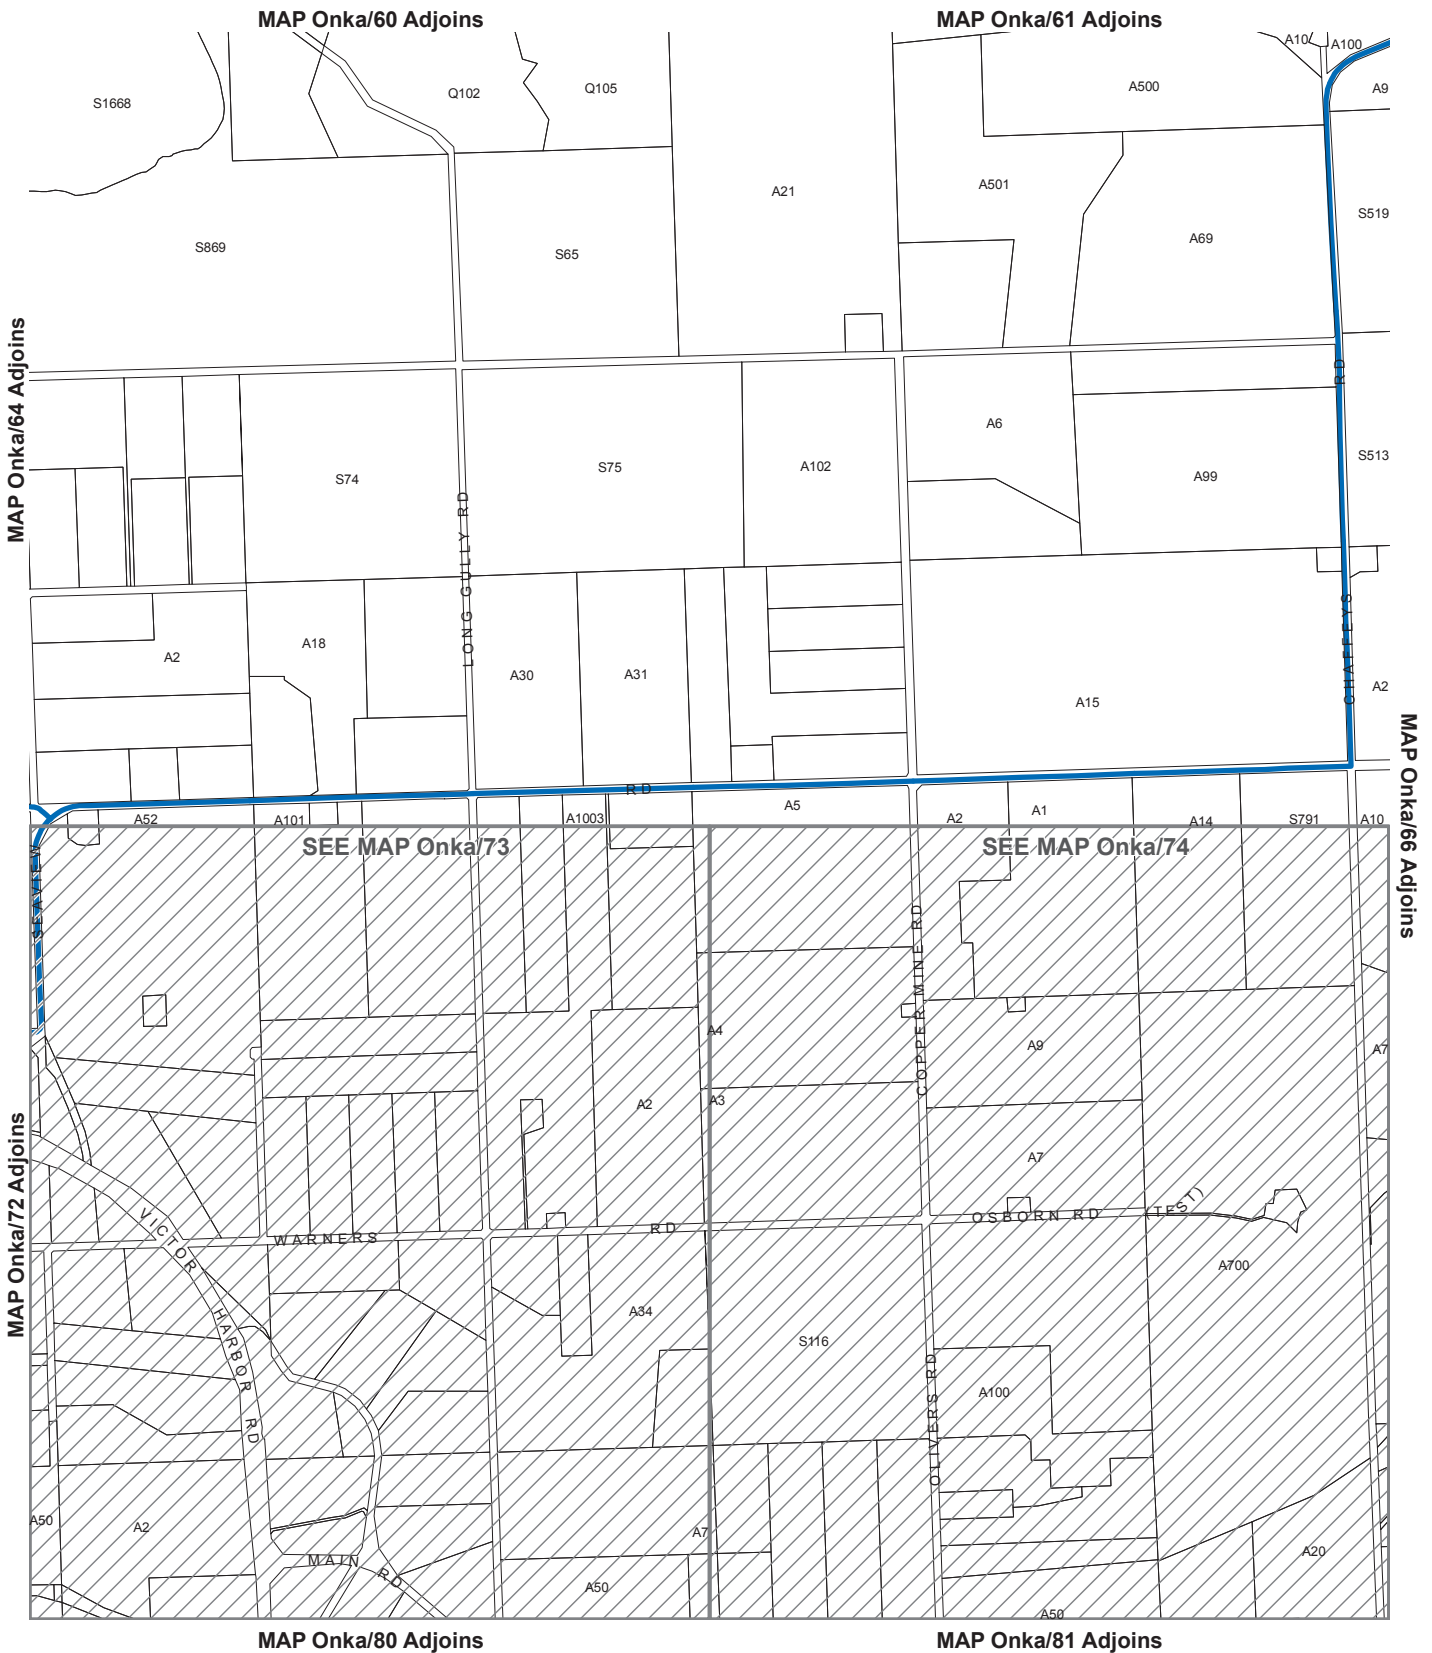 MAP Onka/60 Adjoins
MAP Onka/61 Adjoins
A10
A100
S1668
Q102
Q105
A500
A9
A21
A501
S519
S869
S65
A69
MAP Onka/64 Adjoins
RD
A6
S74
S75
A102
A99
S513
LONG GULLY RD
CHAFFEYS
A2
A18
A30
A31
A15
A2
MAP Onka/66 Adjoins
RD
A52
A101
A1003
A5
A2
A1
A14
S791
A10
SEE MAP Onka/73
SEE MAP Onka/74
SEAVIEW
COPPERMINE RD
A4
A9
A7
A2
A3
MAP Onka/72 Adjoins
A7
VICTOR
HARBOR RD
WARNERS
RD
OSBORN RD
(TEST)
A700
A34
S116
A100
OLIVERS RD
A50
A2
A7
MAIN
RD
A50
A20
A50
MAP Onka/80 Adjoins
MAP Onka/81 Adjoins